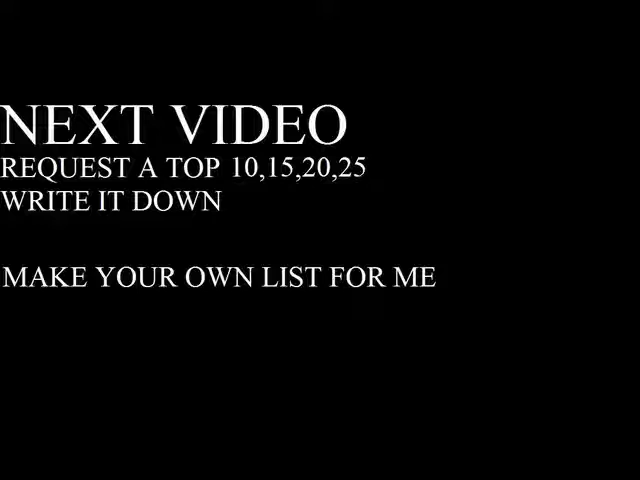 NEXT VIDEO
REQUEST A TOP 10,15,20,25
WRITE IT DOWN
MAKE YOUR OWN LIST FOR ME